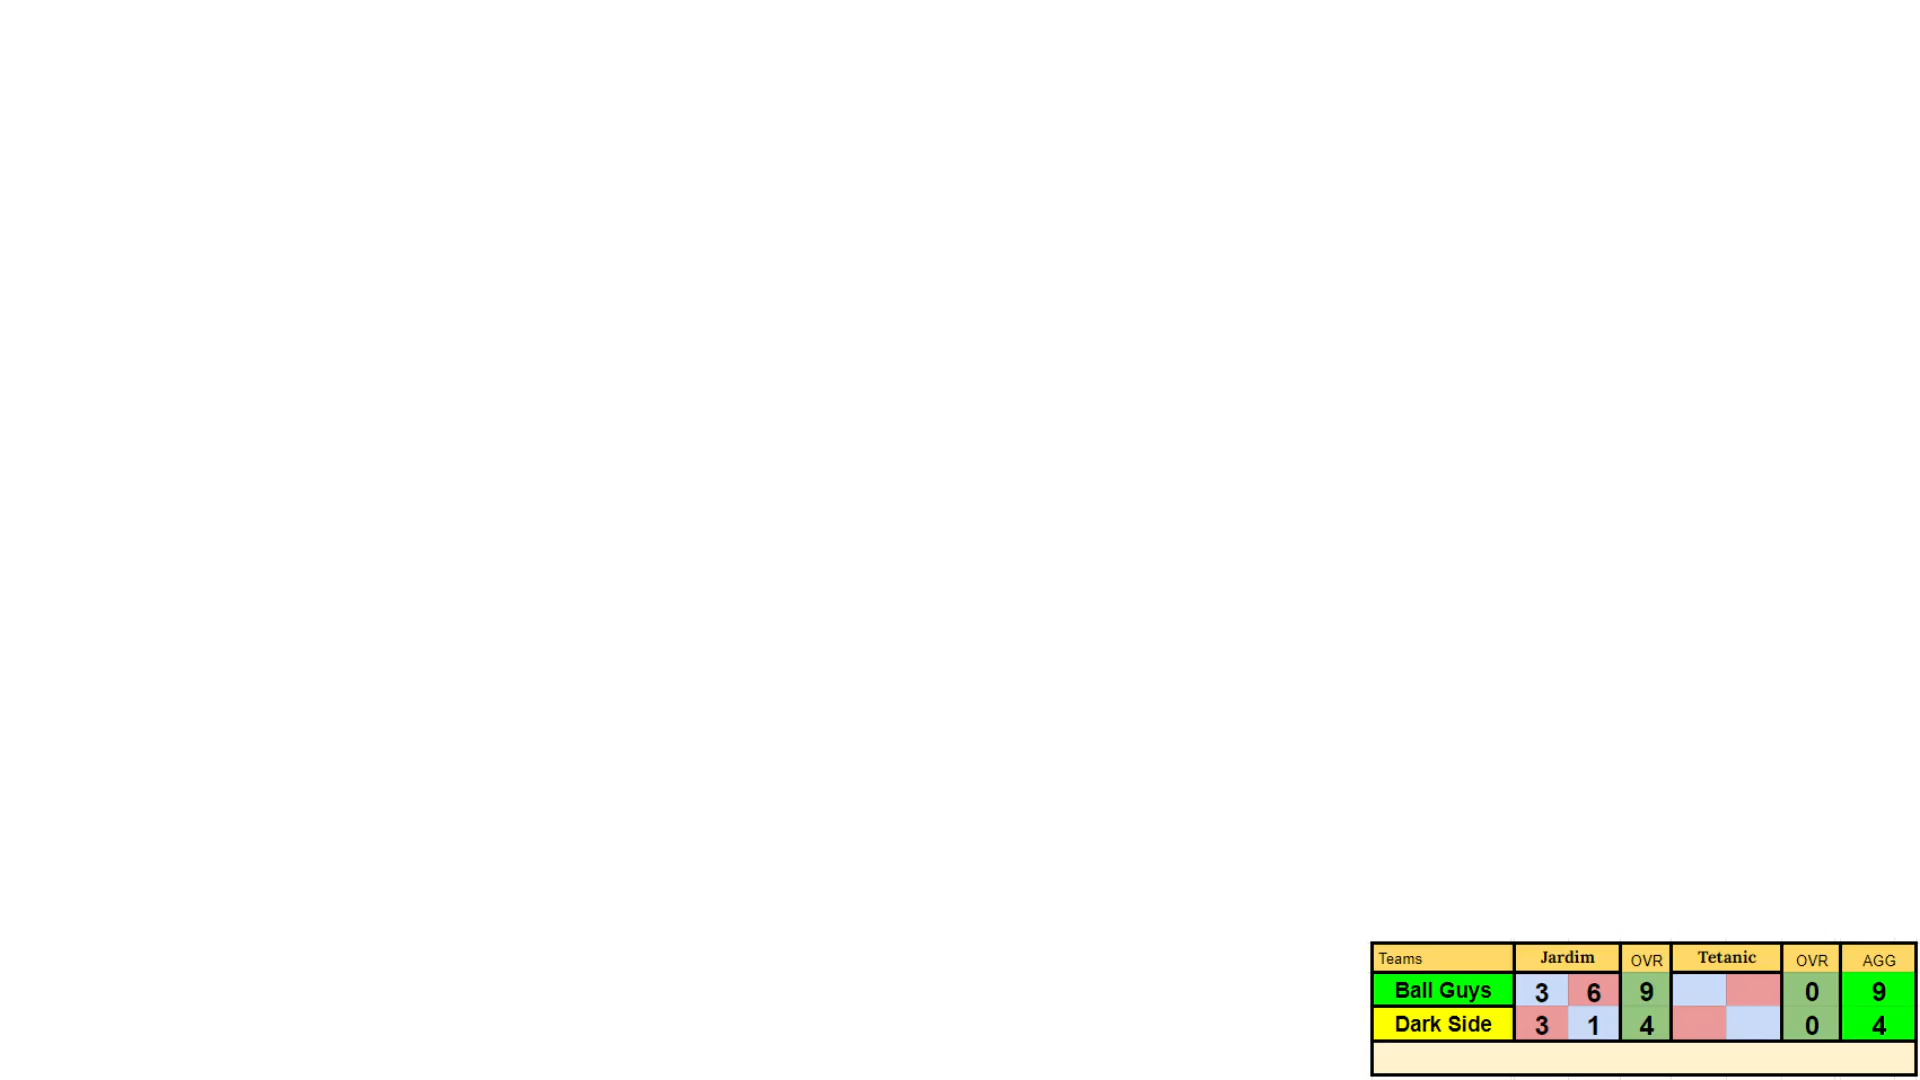 Teams Jardim OVR Tetanic OVR AGG
Ball Guys 3 6 9 0 9
Dark Side 3 1 4 0 4